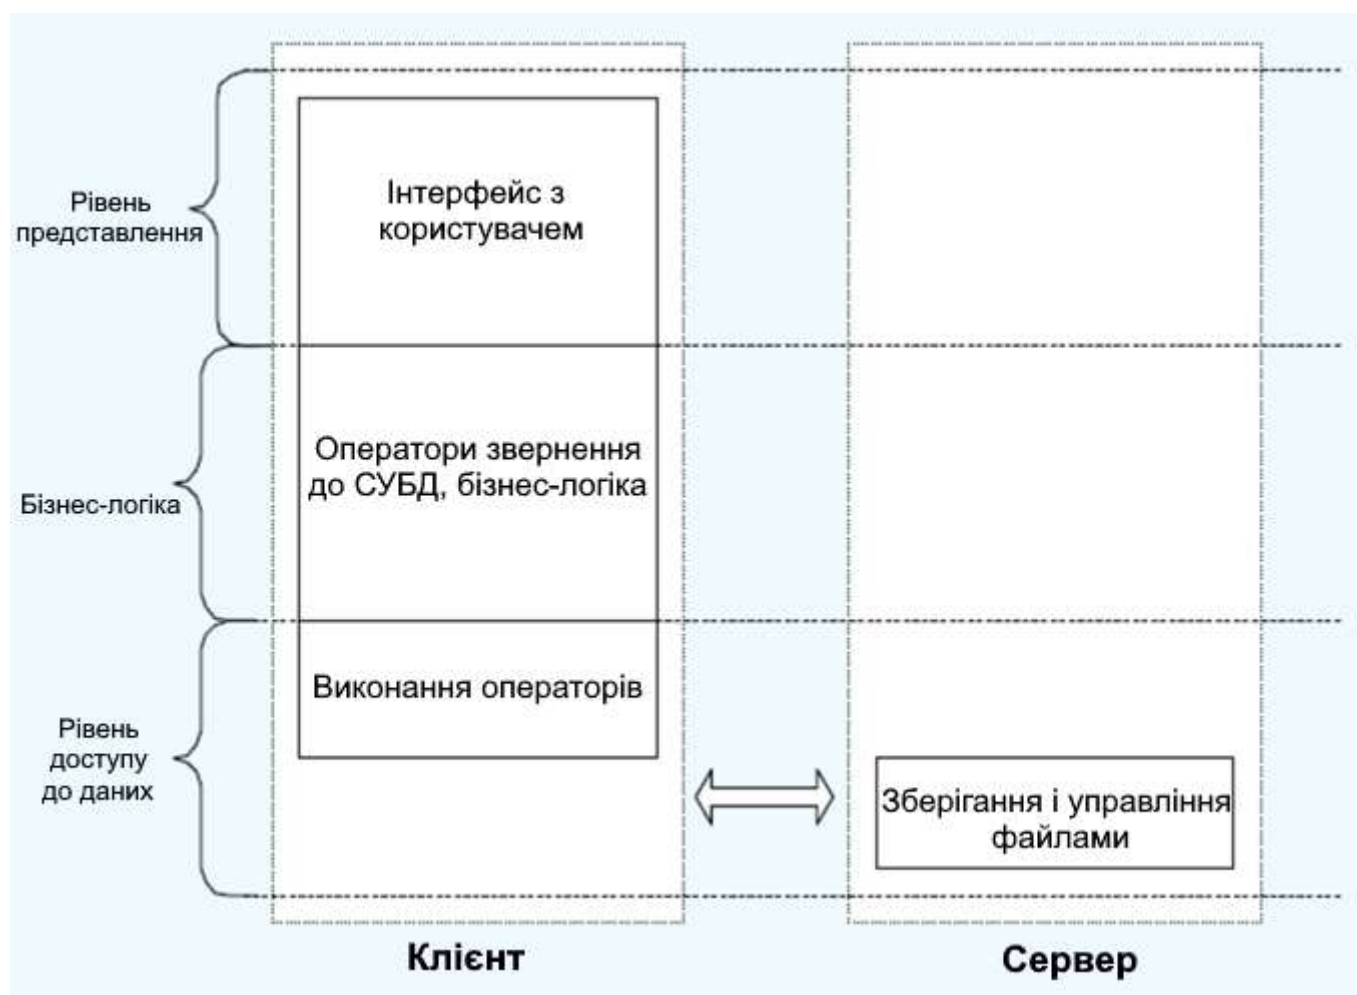 Рівень
представлення
Інтерфейс з
користувачем
Бізнес-логіка
Оператори звернення
до СУБД, бізнес-логіка
Рівень
доступу
до даних
Виконання операторів
Зберігання і управління
файлами
Клієнт
Сервер